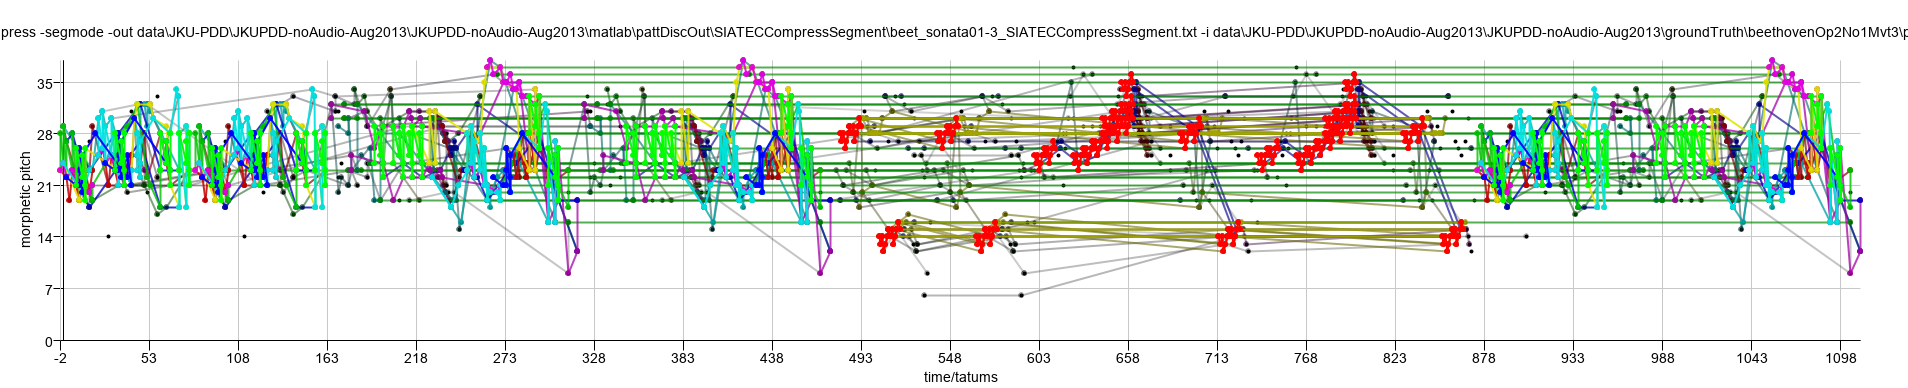 press -segmode -out data\JKU-PDD\JKUPDD-noAudio-Aug2013\JKUPDD-noAudio-Aug2013\matlab\pattDiscOut\SIATECCompressSegment\beet_sonata01-3_SIATECCompressSegment.txt -i data\JKU-PDD\JKUPDD-noAudio-Aug2013\JKUPDD-noAudio-Aug2013\groundTruth\beethovenOp2No1Mvt3\p
35
28
21
14
7
0
morphetic pitch
-2 53 108 163 218 273 328 383 438 493 548 603 658 713 768 823 878 933 988 1043 1098
time/tatums